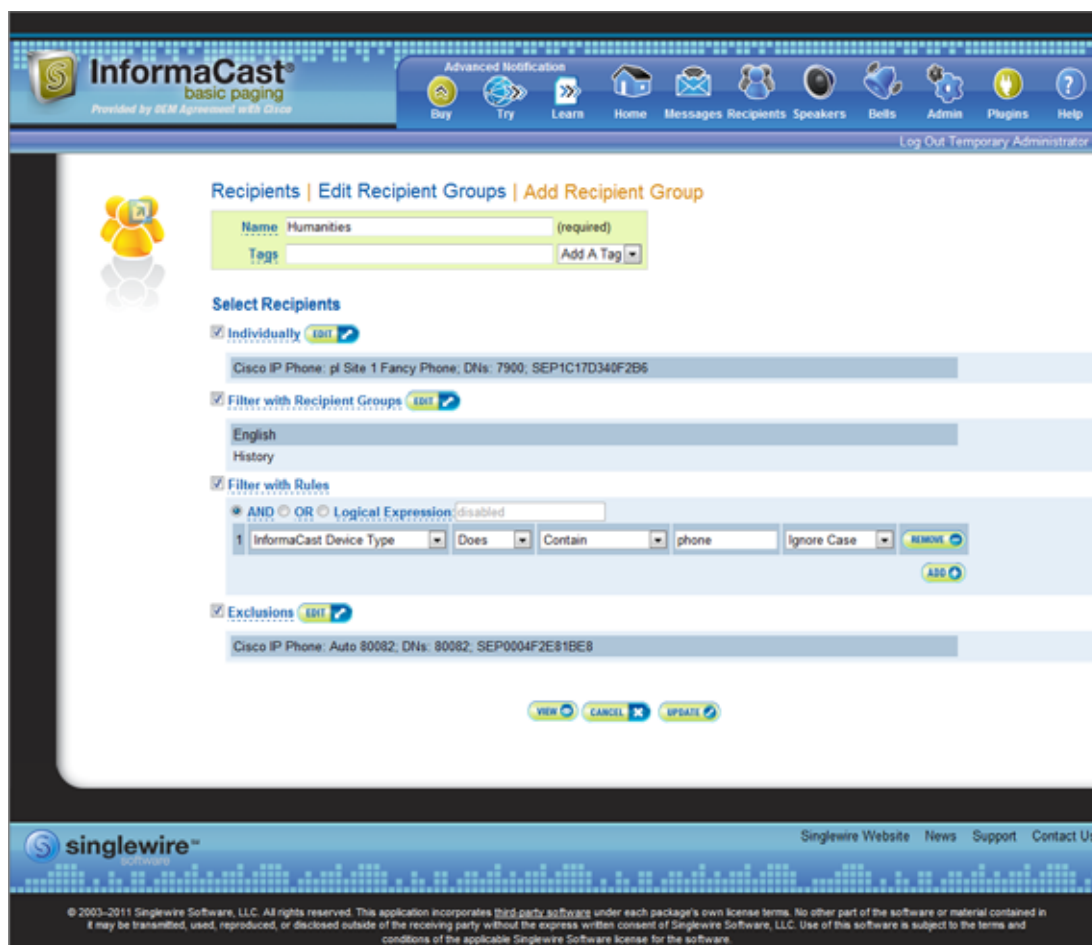 InformaCast®
basic paging
Provided by OEM Agreement with Cisco
Advanced Notification
Buy Try Learn Home Messages Recipients Speakers Bells Admin Plugins Help
Log Out Temporary Administrator
Recipients | Edit Recipient Groups | Add Recipient Group
Name Humanities (required)
Tags Add A Tag
Select Recipients
Individually EDIT
Cisco IP Phone: pl Site 1 Fancy Phone; DNs: 7900; SEP1C17D340F2B6
Filter with Recipient Groups EDIT
English
History
Filter with Rules
AND OR Logical Expression: disabled
1 InformaCast Device Type Does Contain phone Ignore Case REMOVE
ADD
Exclusions EDIT
Cisco IP Phone: Auto 80082; DNs: 80082; SEP0004F2E81BE8
VIEW CANCEL UPDATE
singlewire™
software
Singlewire Website News Support Contact Us
© 2003–2011 Singlewire Software, LLC. All rights reserved. This application incorporates third-party software under each package's own license terms. No other part of the software or material contained in
it may be transmitted, used, reproduced, or disclosed outside of the receiving party without the express written consent of Singlewire Software, LLC. Use of this software is subject to the terms and
conditions of the applicable Singlewire Software license for the software.